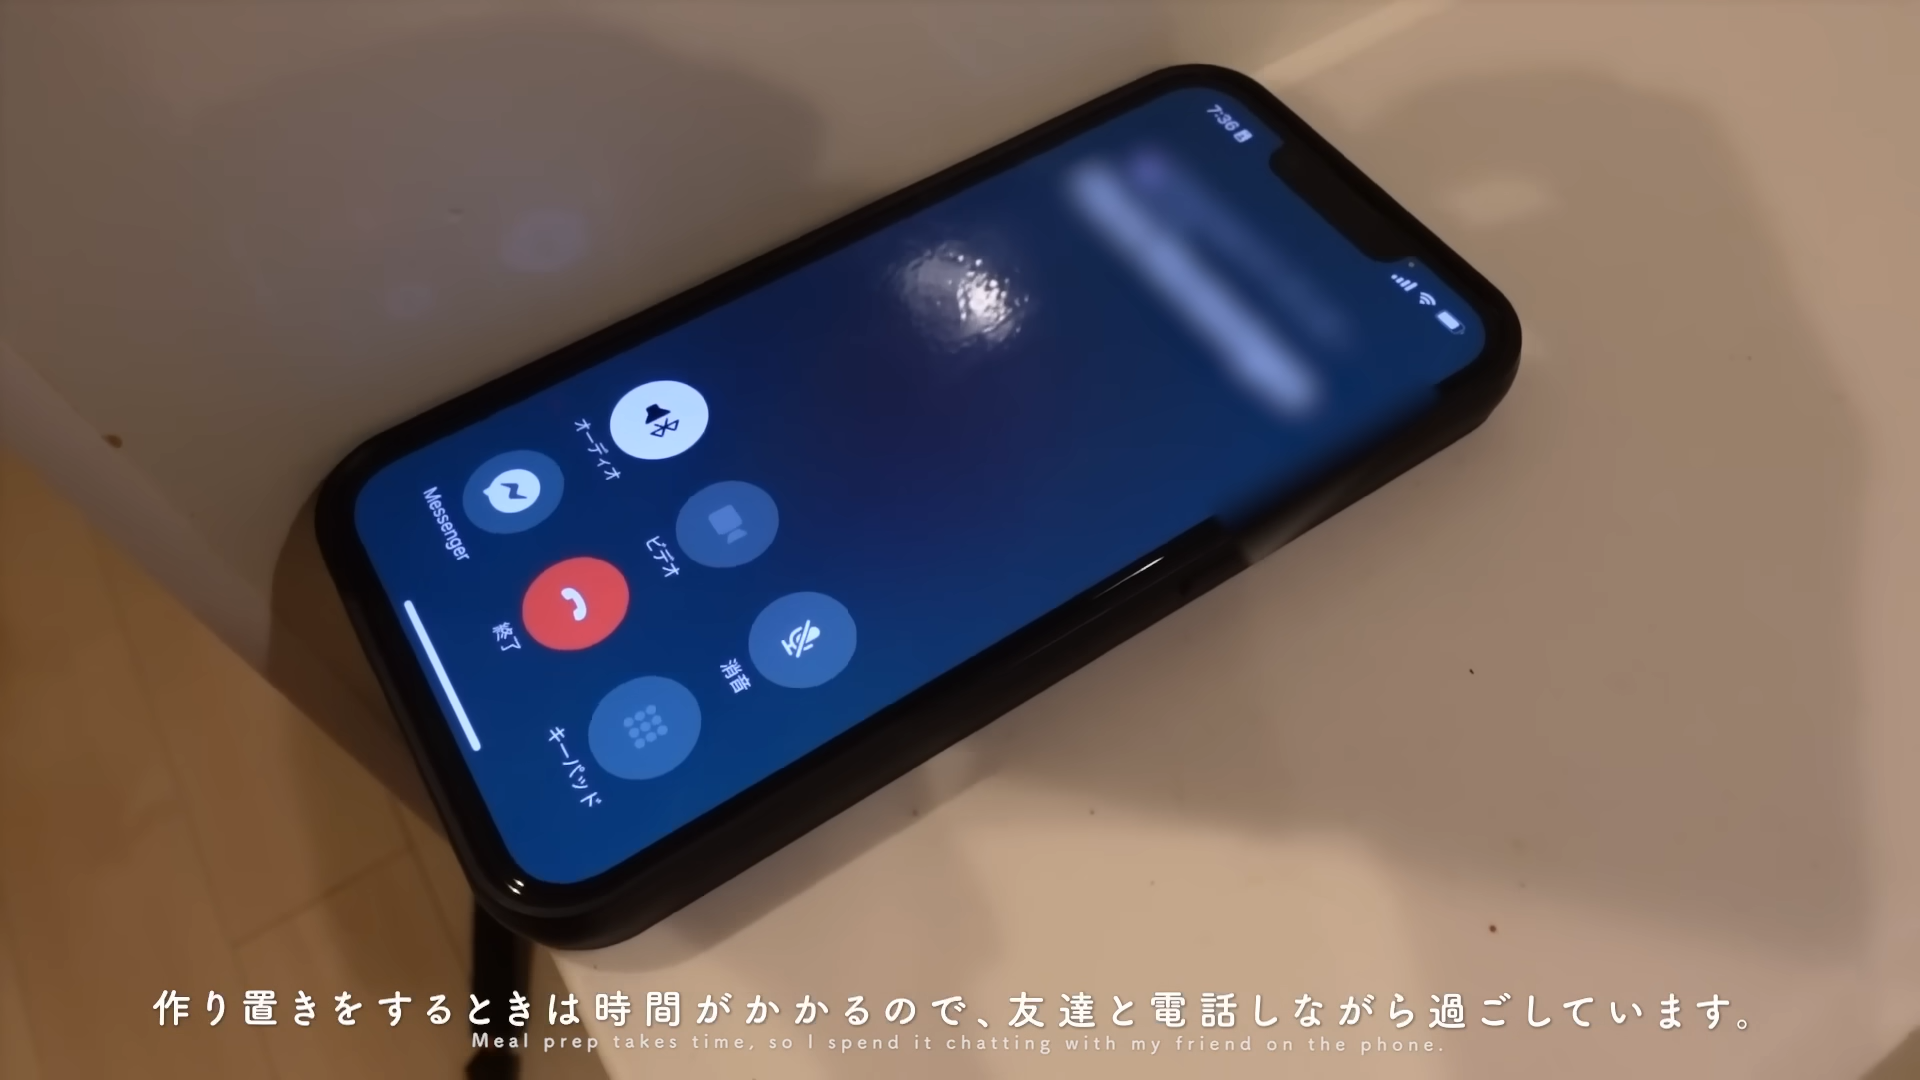 7:36
オーディオ
ビデオ
消音
Messenger
終了
キーパッド
作り置きをするときは時間がかかるので、友達と電話しながら過ごしています。
Meal prep takes time, so I spend it chatting with my friend on the phone.